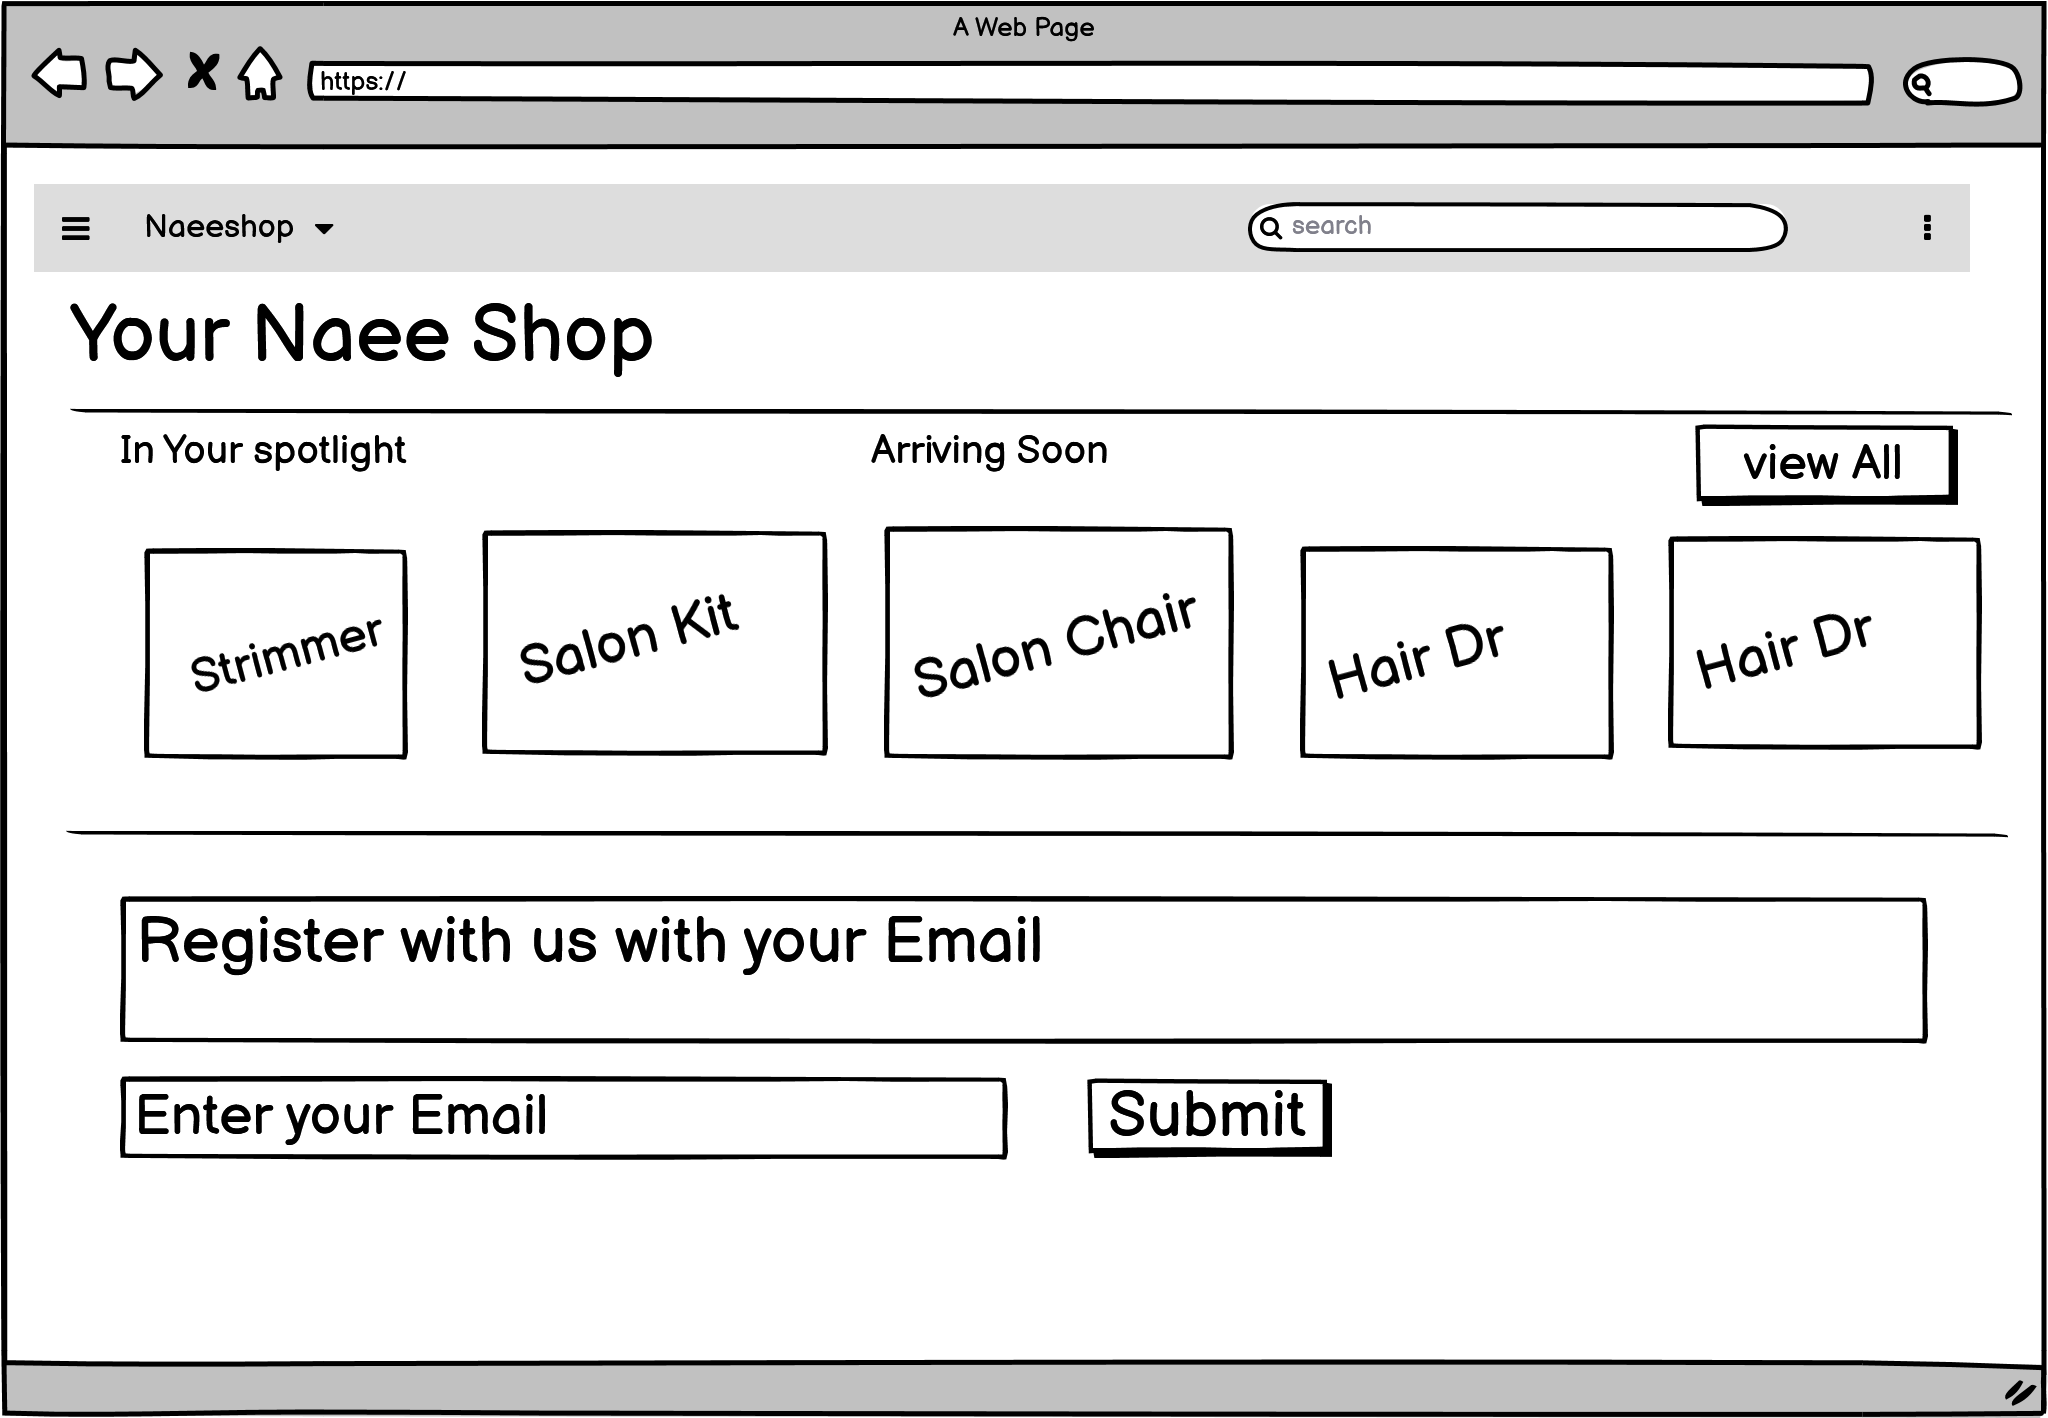 A Web Page
https://
Naeeshop
search
Your Naee Shop
In Your spotlight
Arriving Soon
view All
Strimmer
Salon Kit
Salon Chair
Hair Dr
Hair Dr
Register with us with your Email
Enter your Email
Submit